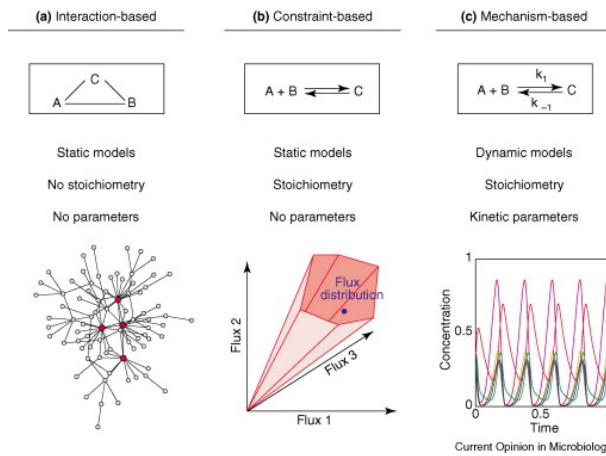 (a) Interaction-based
(b) Constraint-based
(c) Mechanism-based
C
A B
A + B C
k1
A + B C
k-1
Static models
Static models
Dynamic models
No stoichiometry
Stoichiometry
Stoichiometry
No parameters
No parameters
Kinetic parameters
Flux 2
Flux
distribution
Flux 3
Flux 1
Concentration
1
0.5
0
0 0.5 1
Time
Current Opinion in Microbiolog